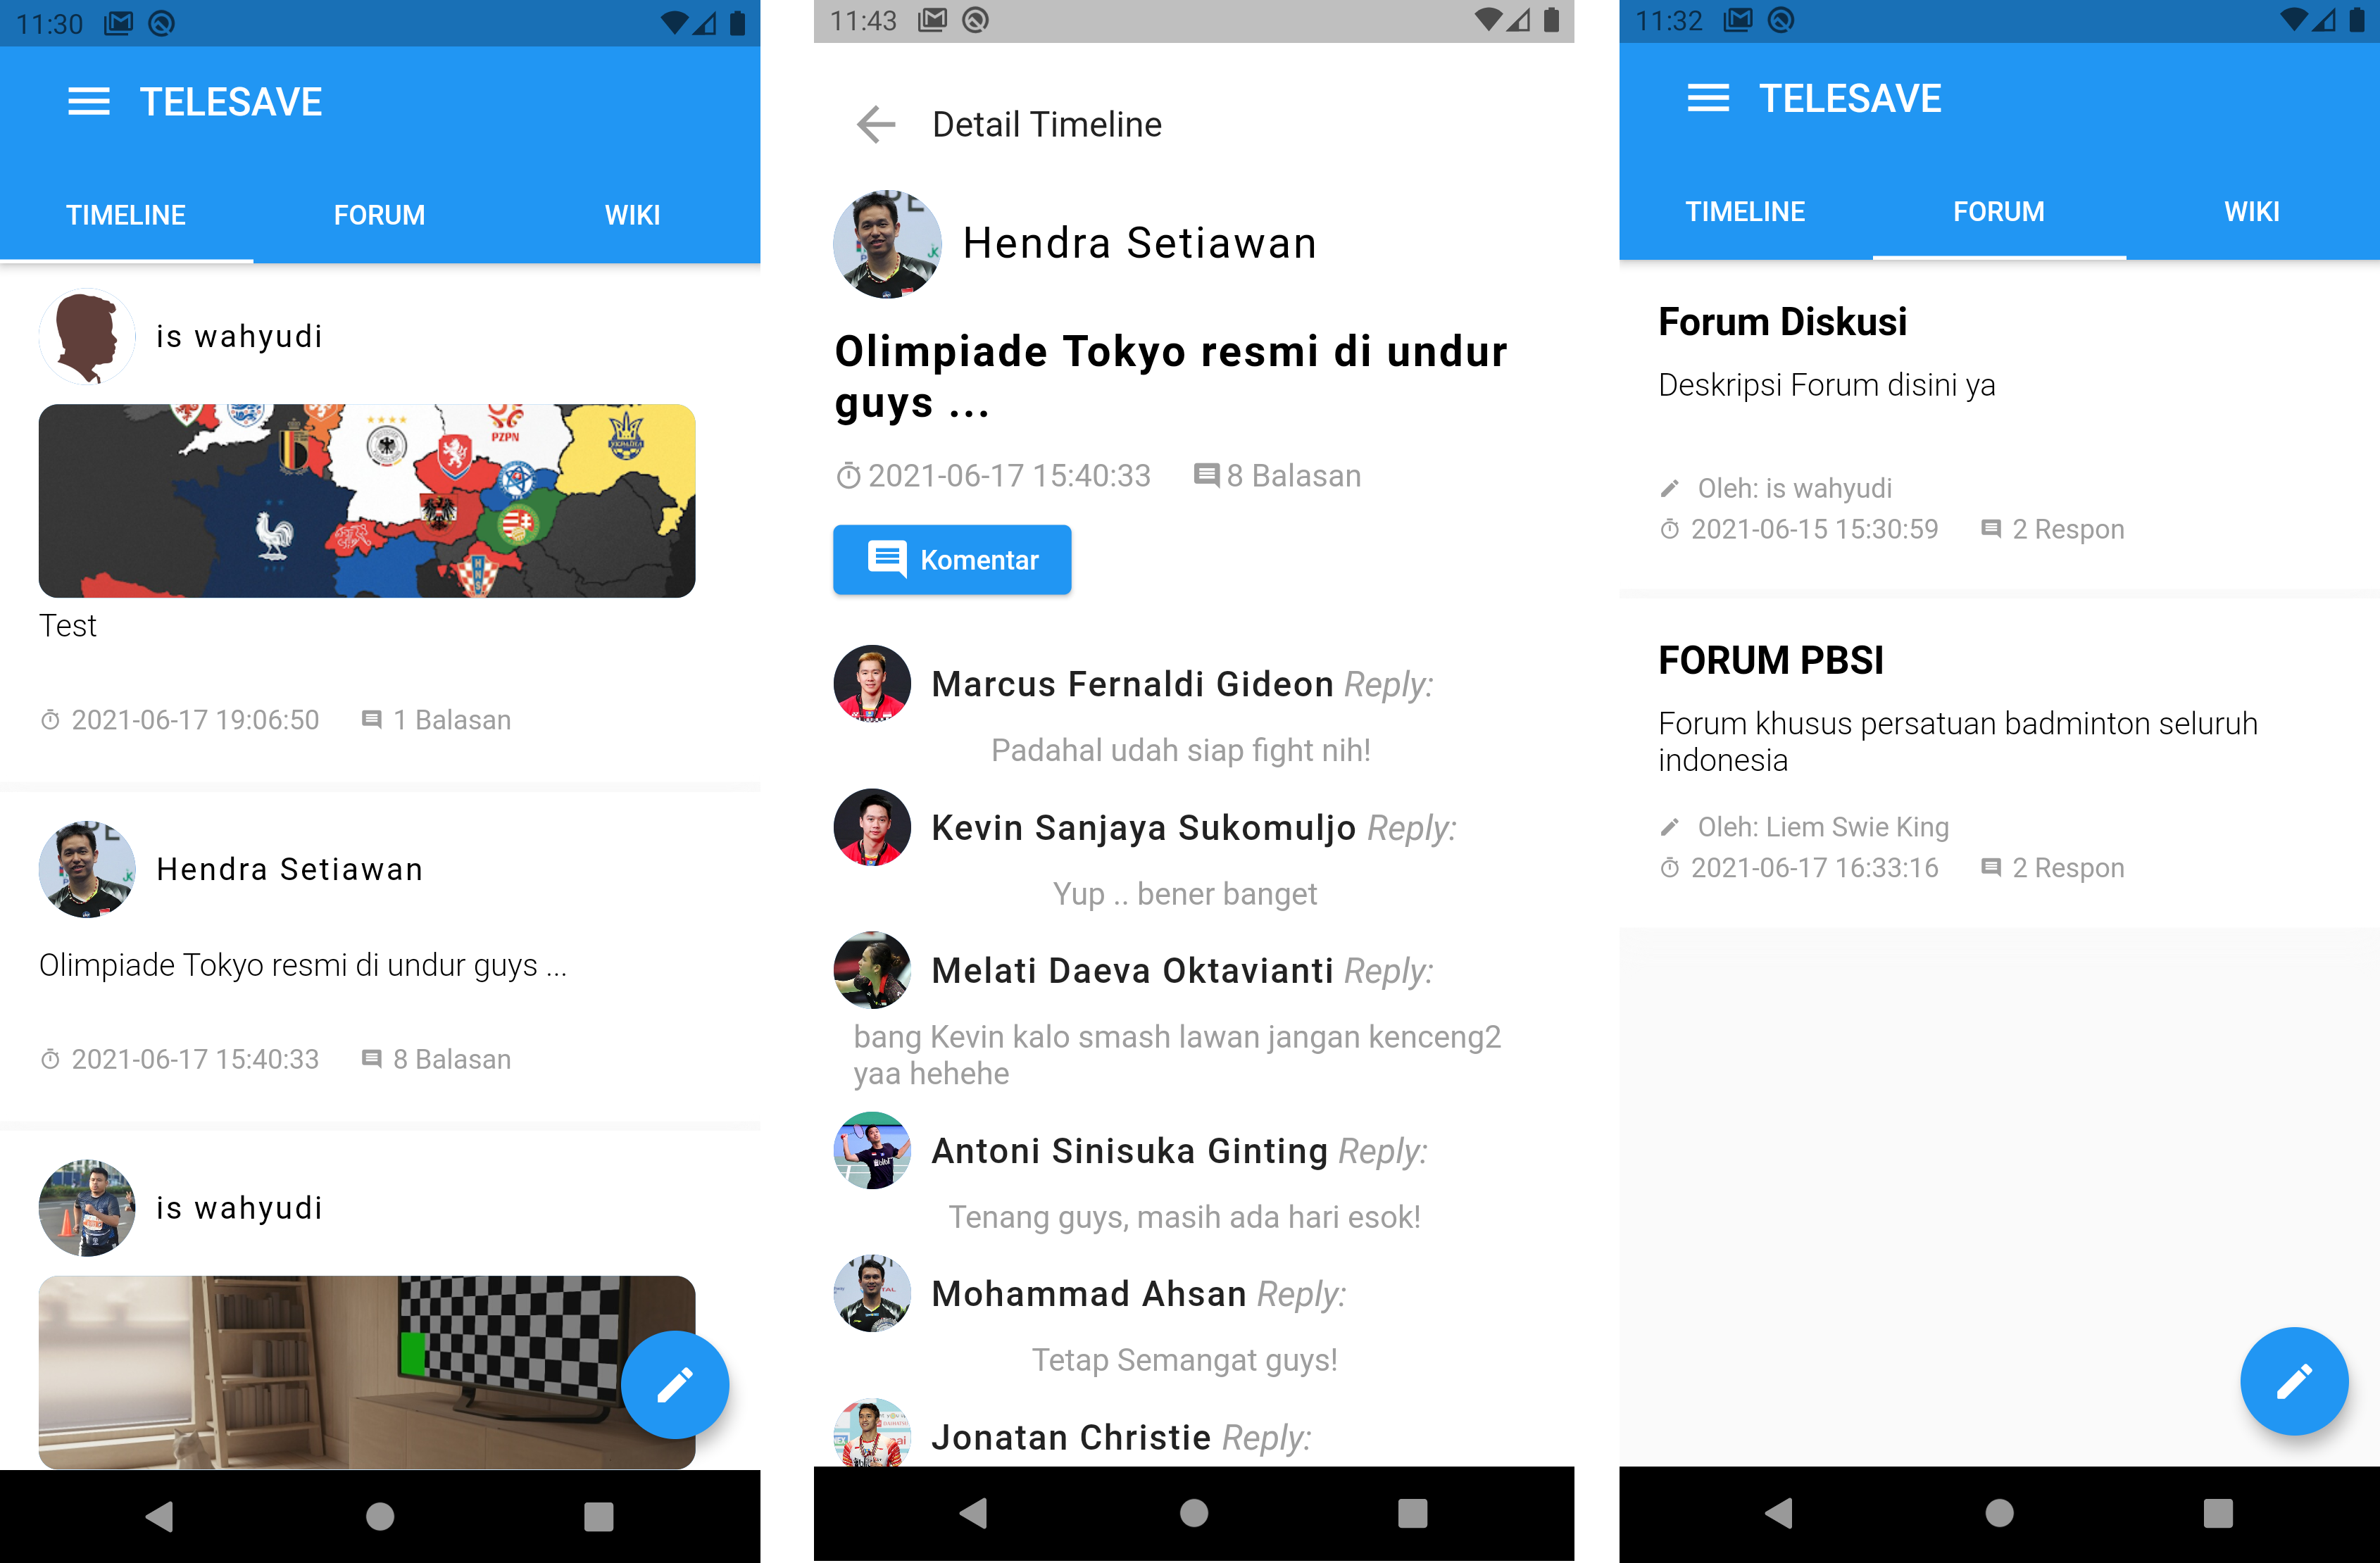 11:30
TELESAVE
TIMELINE FORUM WIKI
is wahyudi
PZPN
Test
2021-06-17 19:06:50 1 Balasan
Hendra Setiawan
Olimpiade Tokyo resmi di undur guys ...
2021-06-17 15:40:33 8 Balasan
is wahyudi
11:43
Detail Timeline
Hendra Setiawan
Olimpiade Tokyo resmi di undur
guys ...
2021-06-17 15:40:33 8 Balasan
Komentar
Marcus Fernaldi Gideon Reply:
Padahal udah siap fight nih!
Kevin Sanjaya Sukomuljo Reply:
Yup .. bener banget
Melati Daeva Oktavianti Reply:
bang Kevin kalo smash lawan jangan kenceng2
yaa hehehe
Antoni Sinisuka Ginting Reply:
Tenang guys, masih ada hari esok!
Mohammad Ahsan Reply:
Tetap Semangat guys!
Jonatan Christie Reply:
11:32
TELESAVE
TIMELINE FORUM WIKI
Forum Diskusi
Deskripsi Forum disini ya
Oleh: is wahyudi
2021-06-15 15:30:59 2 Respon
FORUM PBSI
Forum khusus persatuan badminton seluruh
indonesia
Oleh: Liem Swie King
2021-06-17 16:33:16 2 Respon